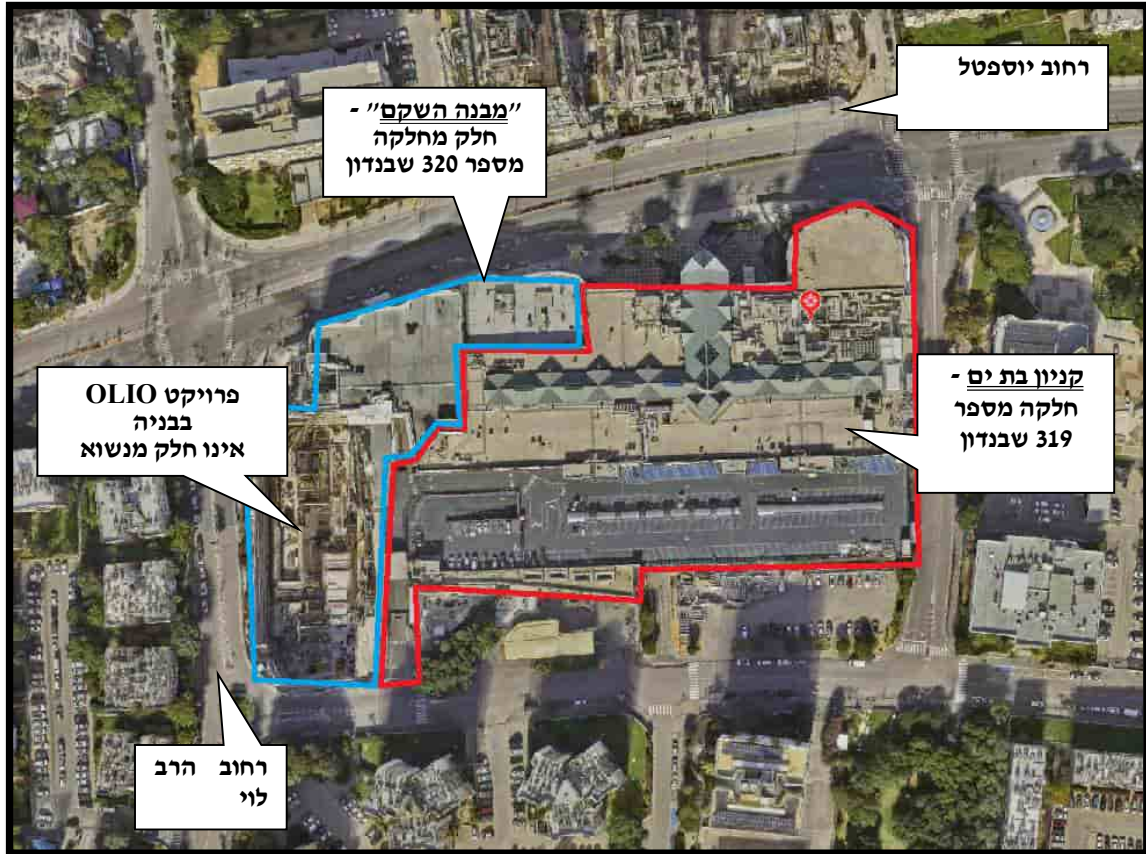 רחוב יוספטל
"מבנה השקם" -
חלק מחלקה
מספר 320 שבנדון
קניון בת ים -
חלקה מספר
319 שבנדון
פרויקט OLIO
בבניה
אינו חלק מנשוא
רחוב הרב
לוי